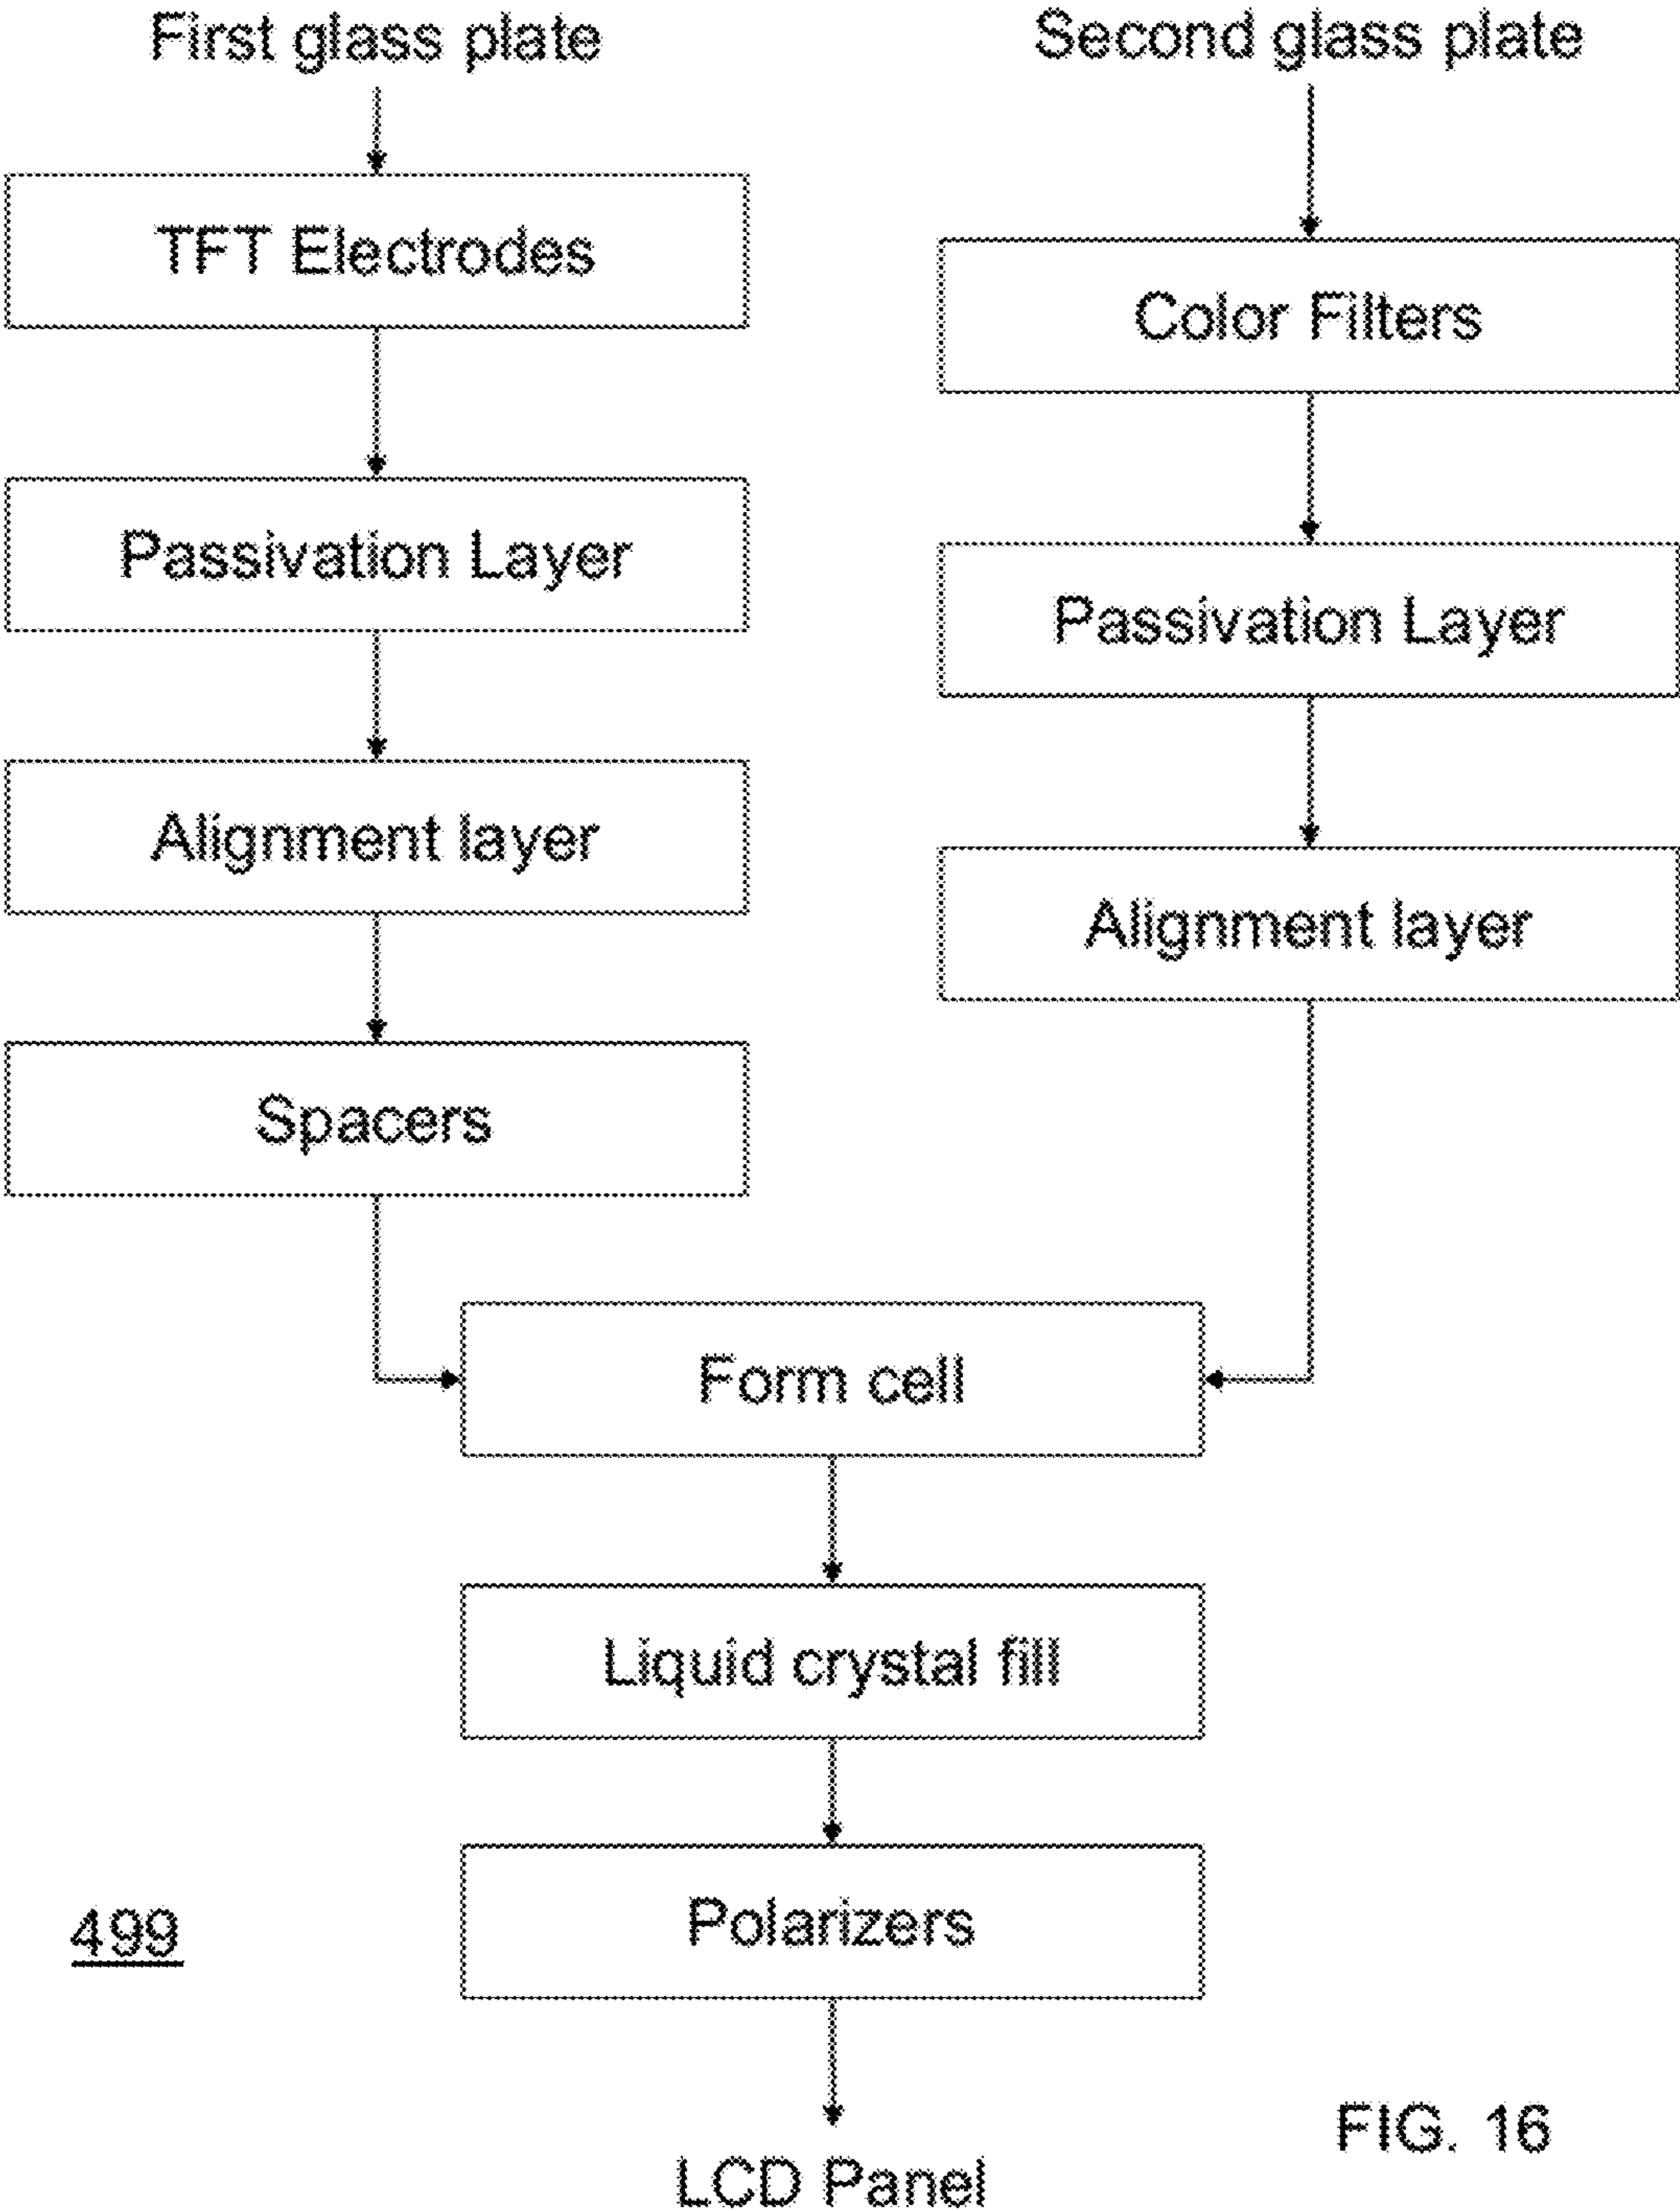 First glass plate
TFT Electrodes
Passivation Layer
Alignment layer
Spacers
Second glass plate
Color Filters
Passivation Layer
Alignment layer
Form cell
Liquid crystal fill
Polarizers
LCD Panel
499
FIG. 16